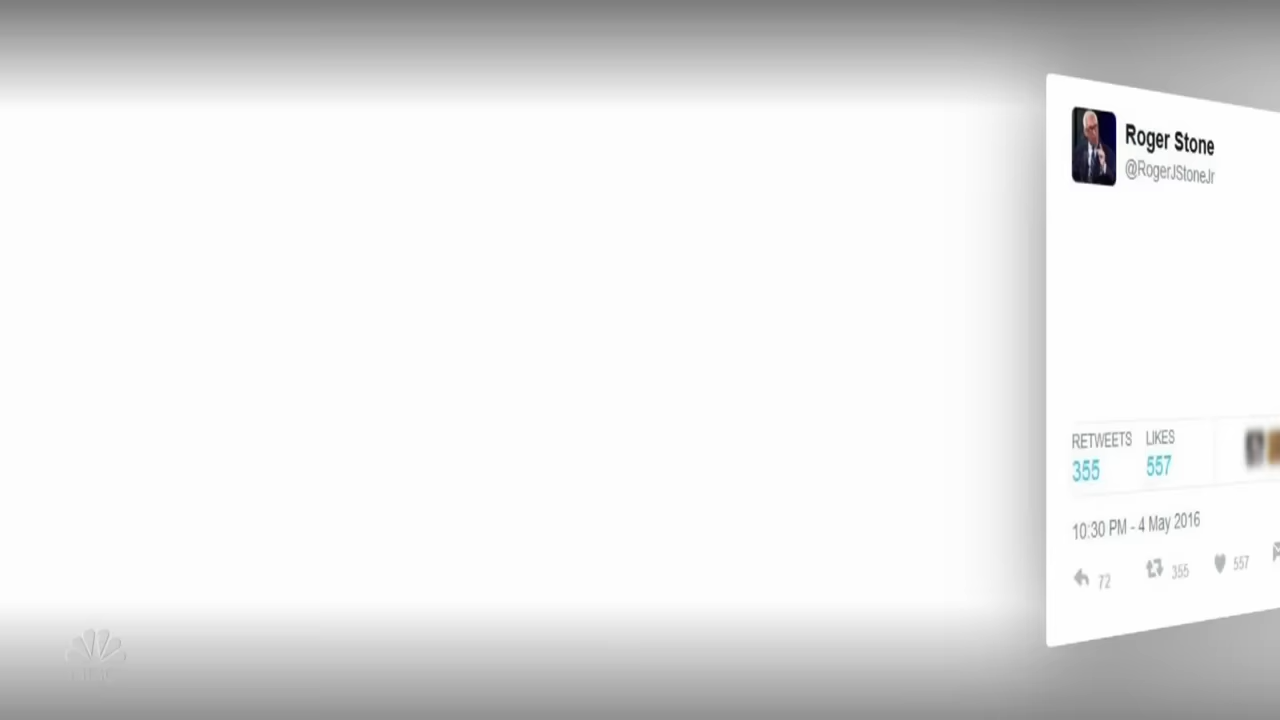 Roger Stone
@RogerJStoneJr
RETWEETS LIKES
355 557
10:30 PM - 4 May 2016
72 355 557